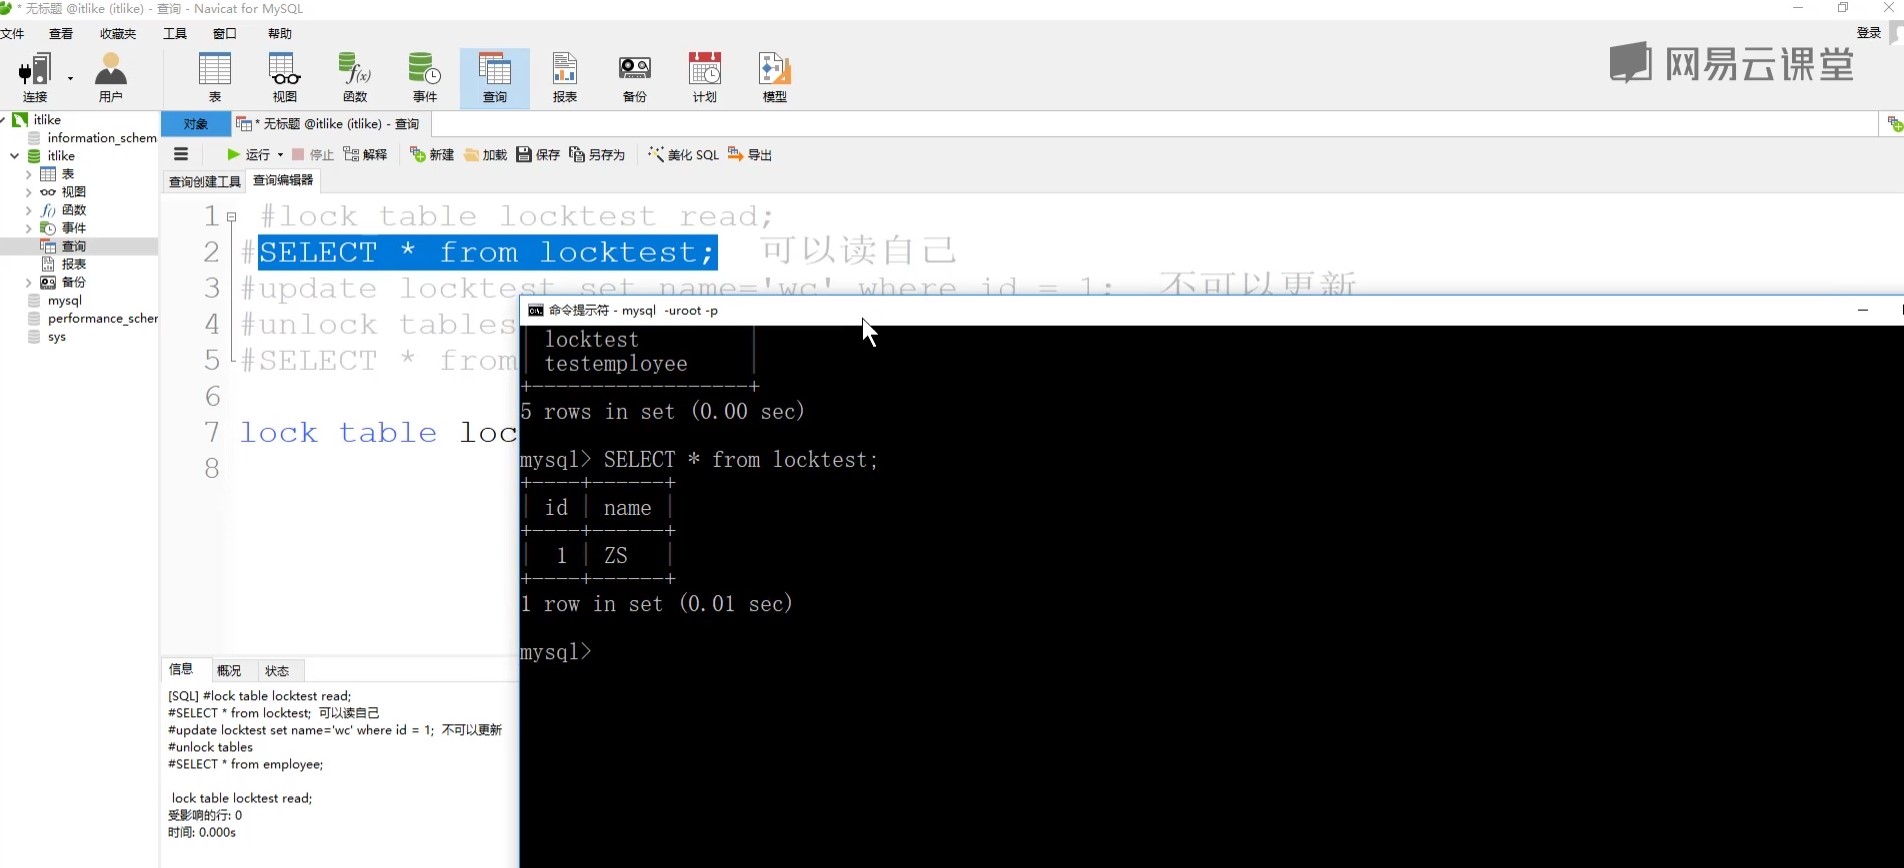 * 无标题 @itlike (itlike) - 查询 - Navicat for MySQL
文件 查看 收藏夹 工具 窗口 帮助
登录
网易云课堂
连接 用户 表 视图 函数 事件 查询 报表 备份 计划 模型
itlike
information_schem
itlike
表
视图
函数
事件
查询
报表
备份
mysql
performance_scher
sys
对象 * 无标题 @itlike (itlike) - 查询
运行 停止 解释 新建 加载 保存 另存为 美化 SQL 导出
查询创建工具 查询编辑器
1 #lock table locktest read;
2 #SELECT * from locktest; 可以读自己
3 #update locktest set name='wc' where id = 1; 不可以更新
4 #unlock tables
5 #SELECT * from
6
7 lock table loc
8
命令提示符 - mysql -uroot -p
| locktest |
| testemployee |
+------------------+
5 rows in set (0.00 sec)
mysql> SELECT * from locktest;
+----+------+
| id | name |
+----+------+
| 1 | ZS |
+----+------+
1 row in set (0.01 sec)
mysql>
信息 概况 状态
[SQL] #lock table locktest read;
#SELECT * from locktest; 可以读自己
#update locktest set name='wc' where id = 1; 不可以更新
#unlock tables
#SELECT * from employee;
lock table locktest read;
受影响的行: 0
时间: 0.000s